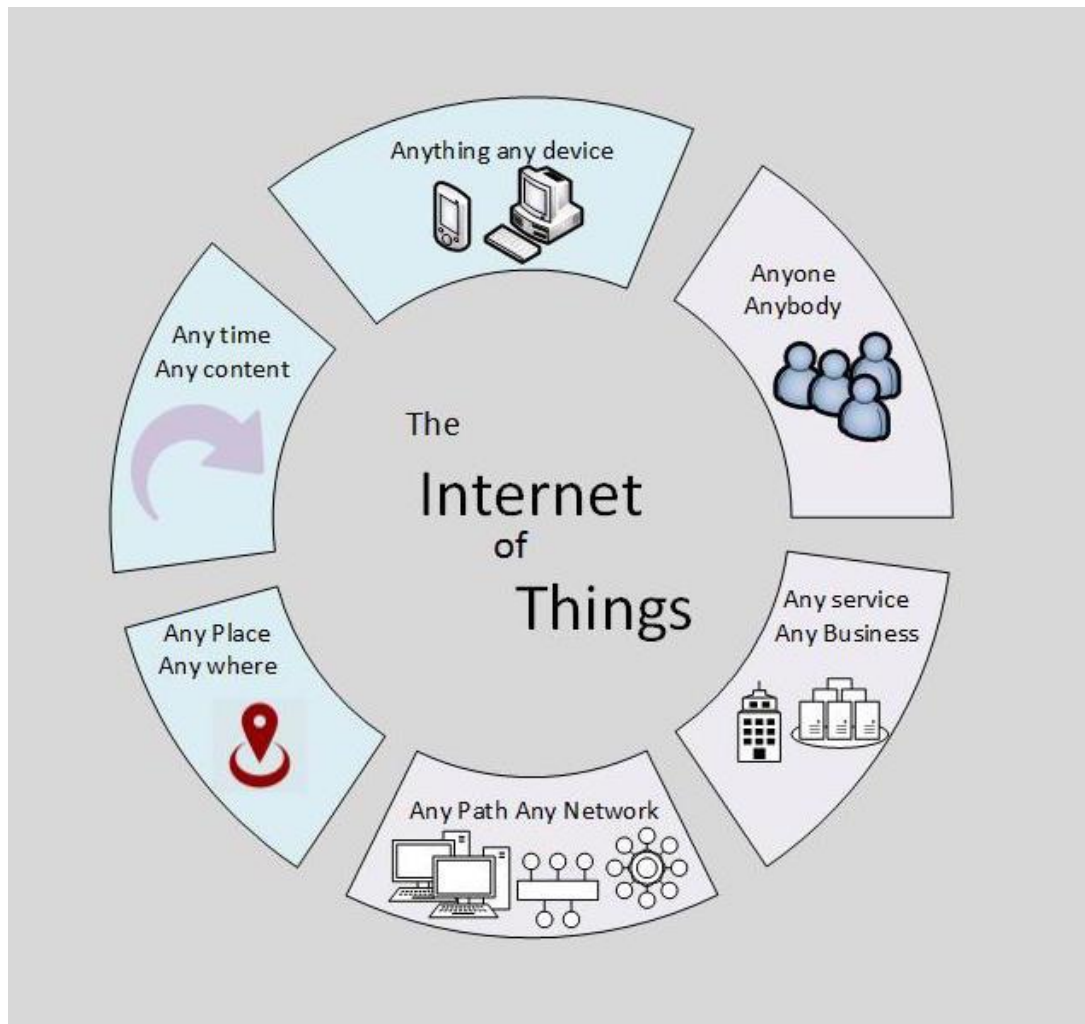 Anything any device
Anyone
Anybody
Any time
Any content
The
Internet
of
Things
Any service
Any Business
Any Place
Any where
Any Path Any Network